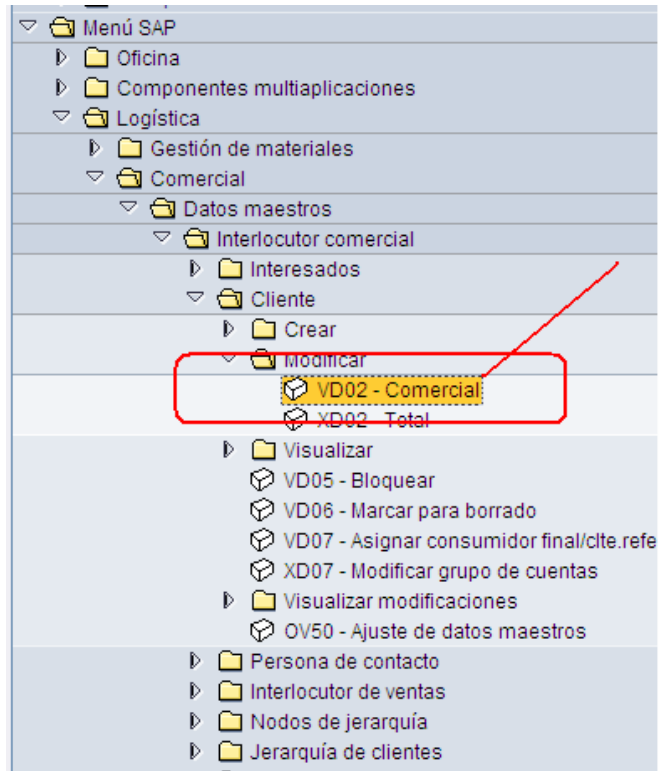 Menú SAP
Oficina
Componentes multiaplicaciones
Logística
Gestión de materiales
Comercial
Datos maestros
Interlocutor comercial
Interesados
Cliente
Crear
Modificar
VD02 - Comercial
XD02 - Total
Visualizar
VD05 - Bloquear
VD06 - Marcar para borrado
VD07 - Asignar consumidor final/clte.refe
XD07 - Modificar grupo de cuentas
Visualizar modificaciones
OV50 - Ajuste de datos maestros
Persona de contacto
Interlocutor de ventas
Nodos de jerarquía
Jerarquía de clientes